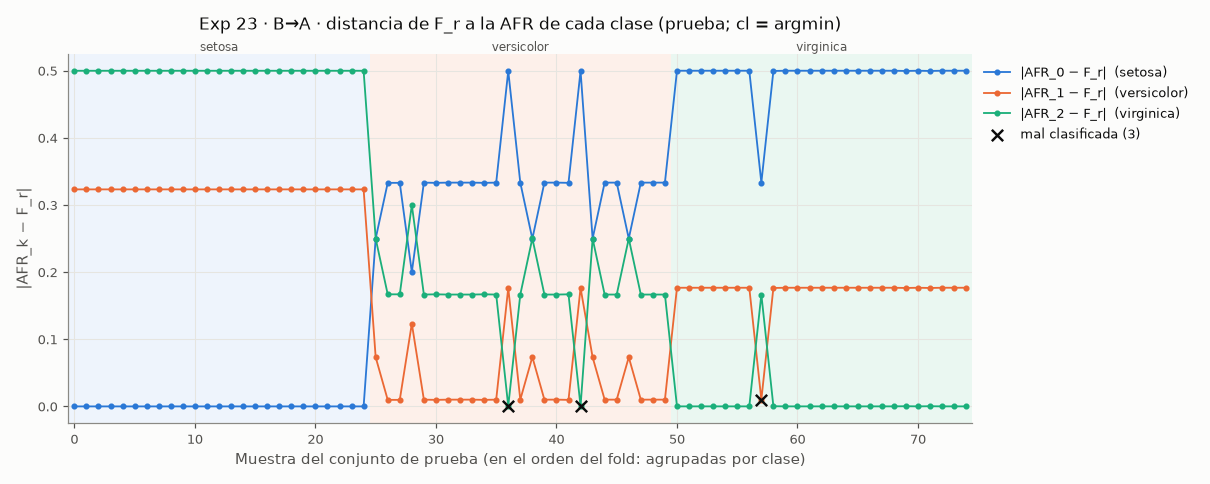 Exp 23 · B→A · distancia de F_r a la AFR de cada clase (prueba; cl = argmin)
setosa
versicolor
virginica
|AFR_0 − F_r| (setosa)
|AFR_1 − F_r| (versicolor)
|AFR_2 − F_r| (virginica)
mal clasificada (3)
|AFR_k − F_r|
0.5
0.4
0.3
0.2
0.1
0.0
0 10 20 30 40 50 60 70
Muestra del conjunto de prueba (en el orden del fold: agrupadas por clase)